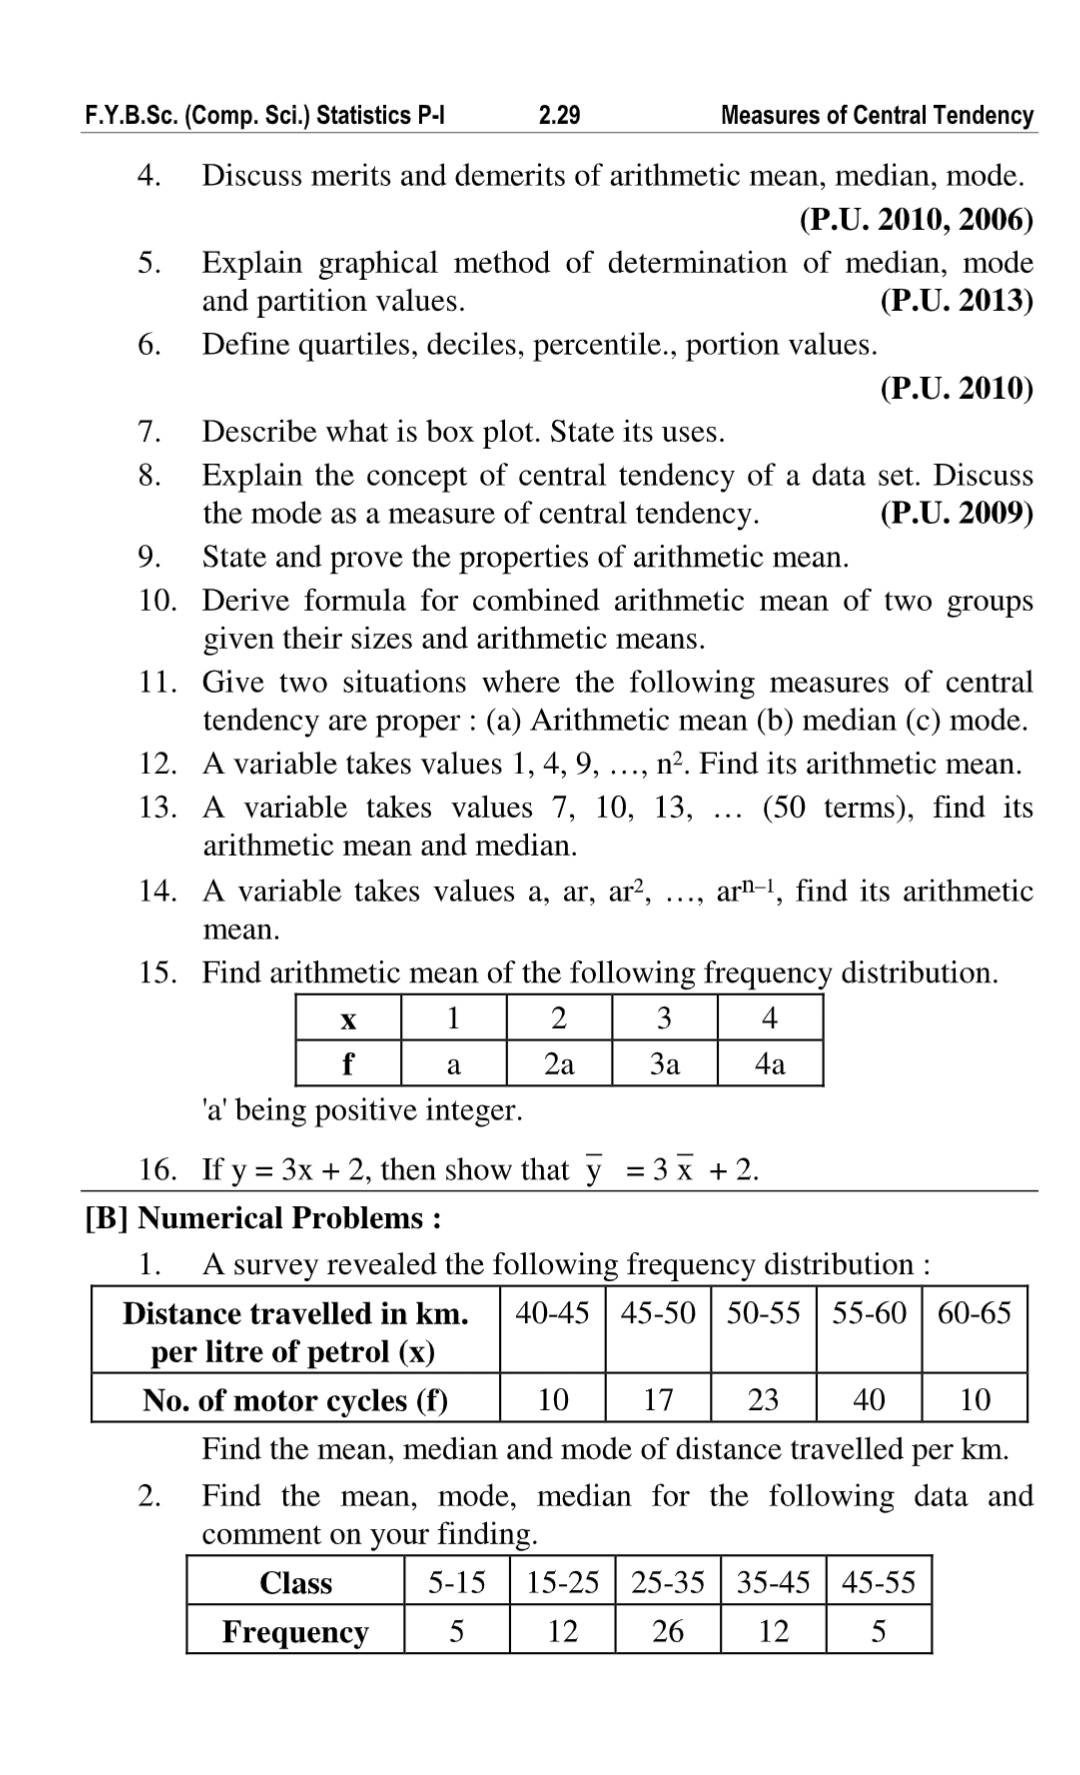 F.Y.B.Sc. (Comp. Sci.) Statistics P-I 2.29 Measures of Central Tendency
4. Discuss merits and demerits of arithmetic mean, median, mode.
(P.U. 2010, 2006)
5. Explain graphical method of determination of median, mode
and partition values. (P.U. 2013)
6. Define quartiles, deciles, percentile., portion values.
(P.U. 2010)
7. Describe what is box plot. State its uses.
8. Explain the concept of central tendency of a data set. Discuss
the mode as a measure of central tendency. (P.U. 2009)
9. State and prove the properties of arithmetic mean.
10. Derive formula for combined arithmetic mean of two groups
given their sizes and arithmetic means.
11. Give two situations where the following measures of central
tendency are proper : (a) Arithmetic mean (b) median (c) mode.
12. A variable takes values 1, 4, 9, …, n². Find its arithmetic mean.
13. A variable takes values 7, 10, 13, … (50 terms), find its
arithmetic mean and median.
14. A variable takes values a, ar, ar², …, arⁿ⁻¹, find its arithmetic
mean.
15. Find arithmetic mean of the following frequency distribution.
x 1 2 3 4
f a 2a 3a 4a
'a' being positive integer.
16. If y = 3x + 2, then show that y̅ = 3 x̅ + 2.
[B] Numerical Problems :
1. A survey revealed the following frequency distribution :
Distance travelled in km. 40-45 45-50 50-55 55-60 60-65
per litre of petrol (x)
No. of motor cycles (f) 10 17 23 40 10
Find the mean, median and mode of distance travelled per km.
2. Find the mean, mode, median for the following data and
comment on your finding.
Class 5-15 15-25 25-35 35-45 45-55
Frequency 5 12 26 12 5